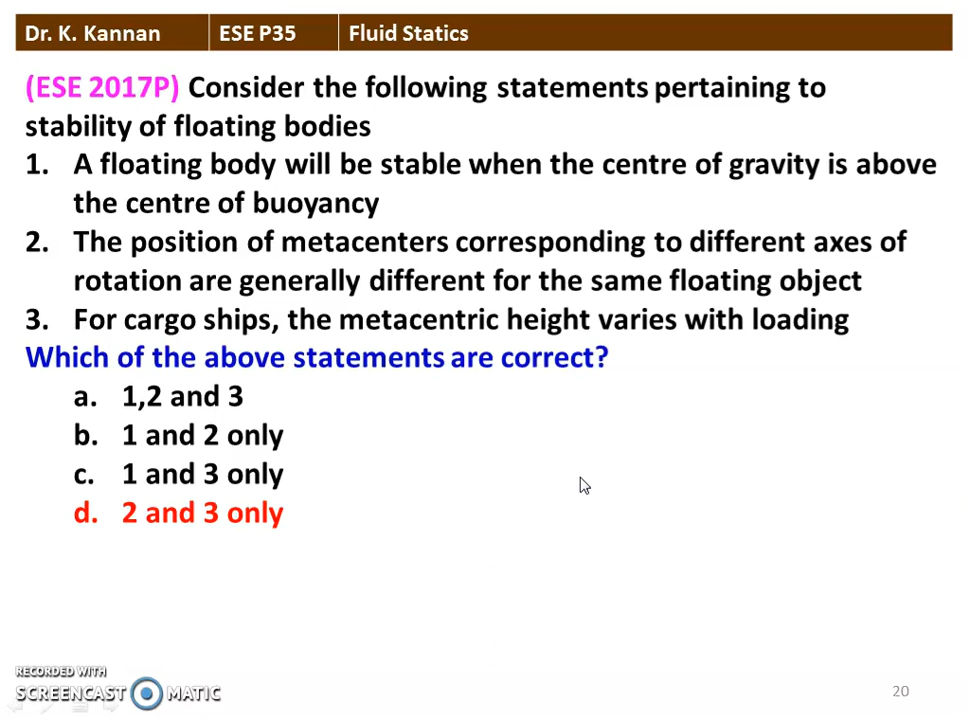 Dr. K. Kannan ESE P35 Fluid Statics
(ESE 2017P) Consider the following statements pertaining to
stability of floating bodies
1. A floating body will be stable when the centre of gravity is above
the centre of buoyancy
2. The position of metacenters corresponding to different axes of
rotation are generally different for the same floating object
3. For cargo ships, the metacentric height varies with loading
Which of the above statements are correct?
a. 1,2 and 3
b. 1 and 2 only
c. 1 and 3 only
d. 2 and 3 only
RECORDED WITH
SCREENCAST MATIC
20